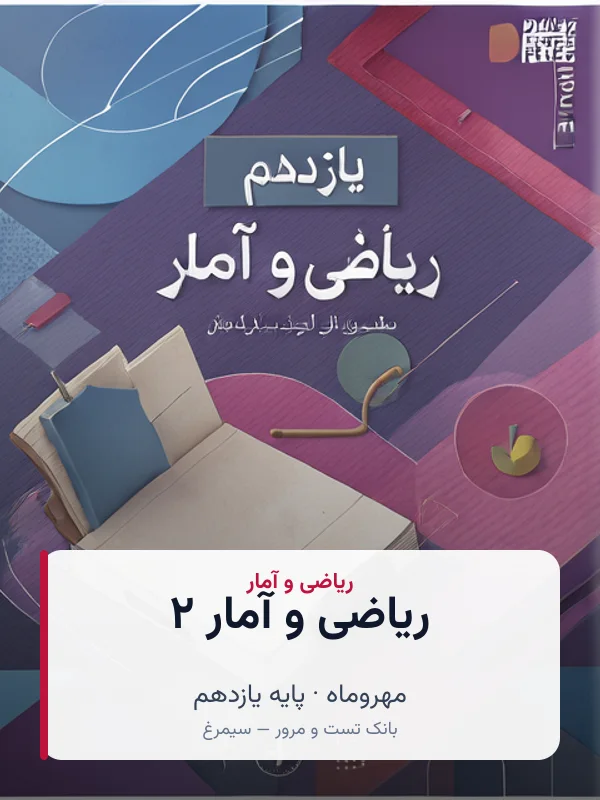 یازدهم
ریاضی و آمار
ریاضی و آمار
ریاضی و آمار ۲
مهروماه · پایه یازدهم
بانک تست و مرور – سیمرغ